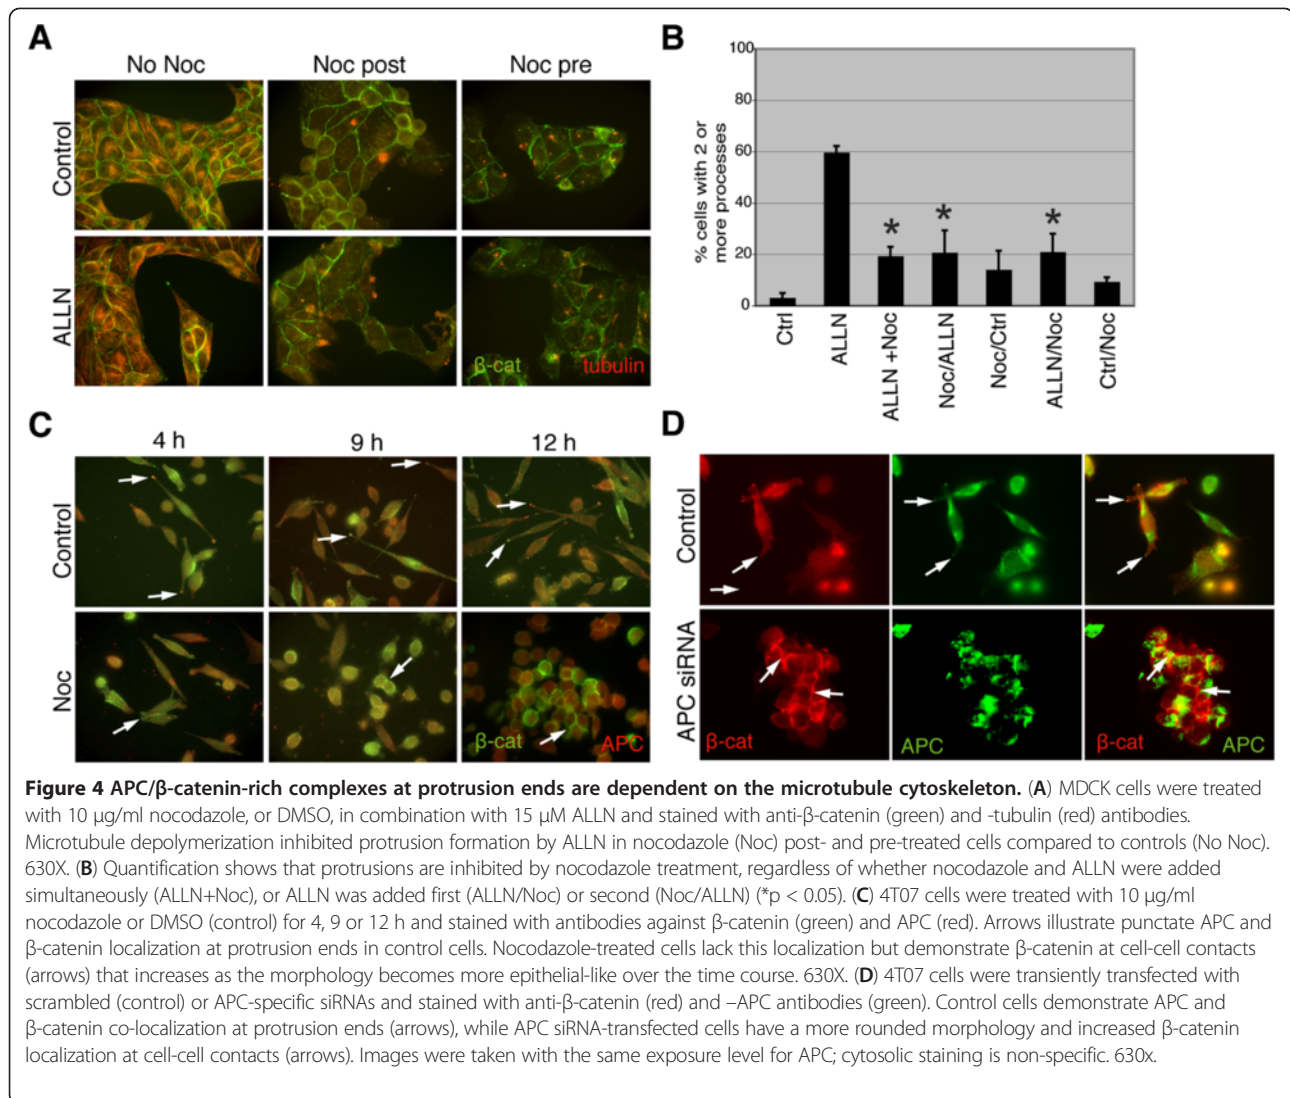 A
No Noc
Noc post
Noc pre
Control
ALLN
β-cat
tubulin
B
% cells with 2 or
more processes
100
80
60
40
20
0
*
*
*
Ctrl
ALLN
ALLN +Noc
Noc/ALLN
Noc/Ctrl
ALLN/Noc
Ctrl/Noc
C
4 h
9 h
12 h
Control
Noc
β-cat
APC
D
Control
APC siRNA
β-cat
APC
β-cat
APC
Figure 4 APC/β-catenin-rich complexes at protrusion ends are dependent on the microtubule cytoskeleton. (A) MDCK cells were treated
with 10 μg/ml nocodazole, or DMSO, in combination with 15 μM ALLN and stained with anti-β-catenin (green) and -tubulin (red) antibodies.
Microtubule depolymerization inhibited protrusion formation by ALLN in nocodazole (Noc) post- and pre-treated cells compared to controls (No Noc).
630X. (B) Quantification shows that protrusions are inhibited by nocodazole treatment, regardless of whether nocodazole and ALLN were added
simultaneously (ALLN+Noc), or ALLN was added first (ALLN/Noc) or second (Noc/ALLN) (*p < 0.05). (C) 4T07 cells were treated with 10 μg/ml
nocodazole or DMSO (control) for 4, 9 or 12 h and stained with antibodies against β-catenin (green) and APC (red). Arrows illustrate punctate APC and
β-catenin localization at protrusion ends in control cells. Nocodazole-treated cells lack this localization but demonstrate β-catenin at cell-cell contacts
(arrows) that increases as the morphology becomes more epithelial-like over the time course. 630X. (D) 4T07 cells were transiently transfected with
scrambled (control) or APC-specific siRNAs and stained with anti-β-catenin (red) and –APC antibodies (green). Control cells demonstrate APC and
β-catenin co-localization at protrusion ends (arrows), while APC siRNA-transfected cells have a more rounded morphology and increased β-catenin
localization at cell-cell contacts (arrows). Images were taken with the same exposure level for APC; cytosolic staining is non-specific. 630x.